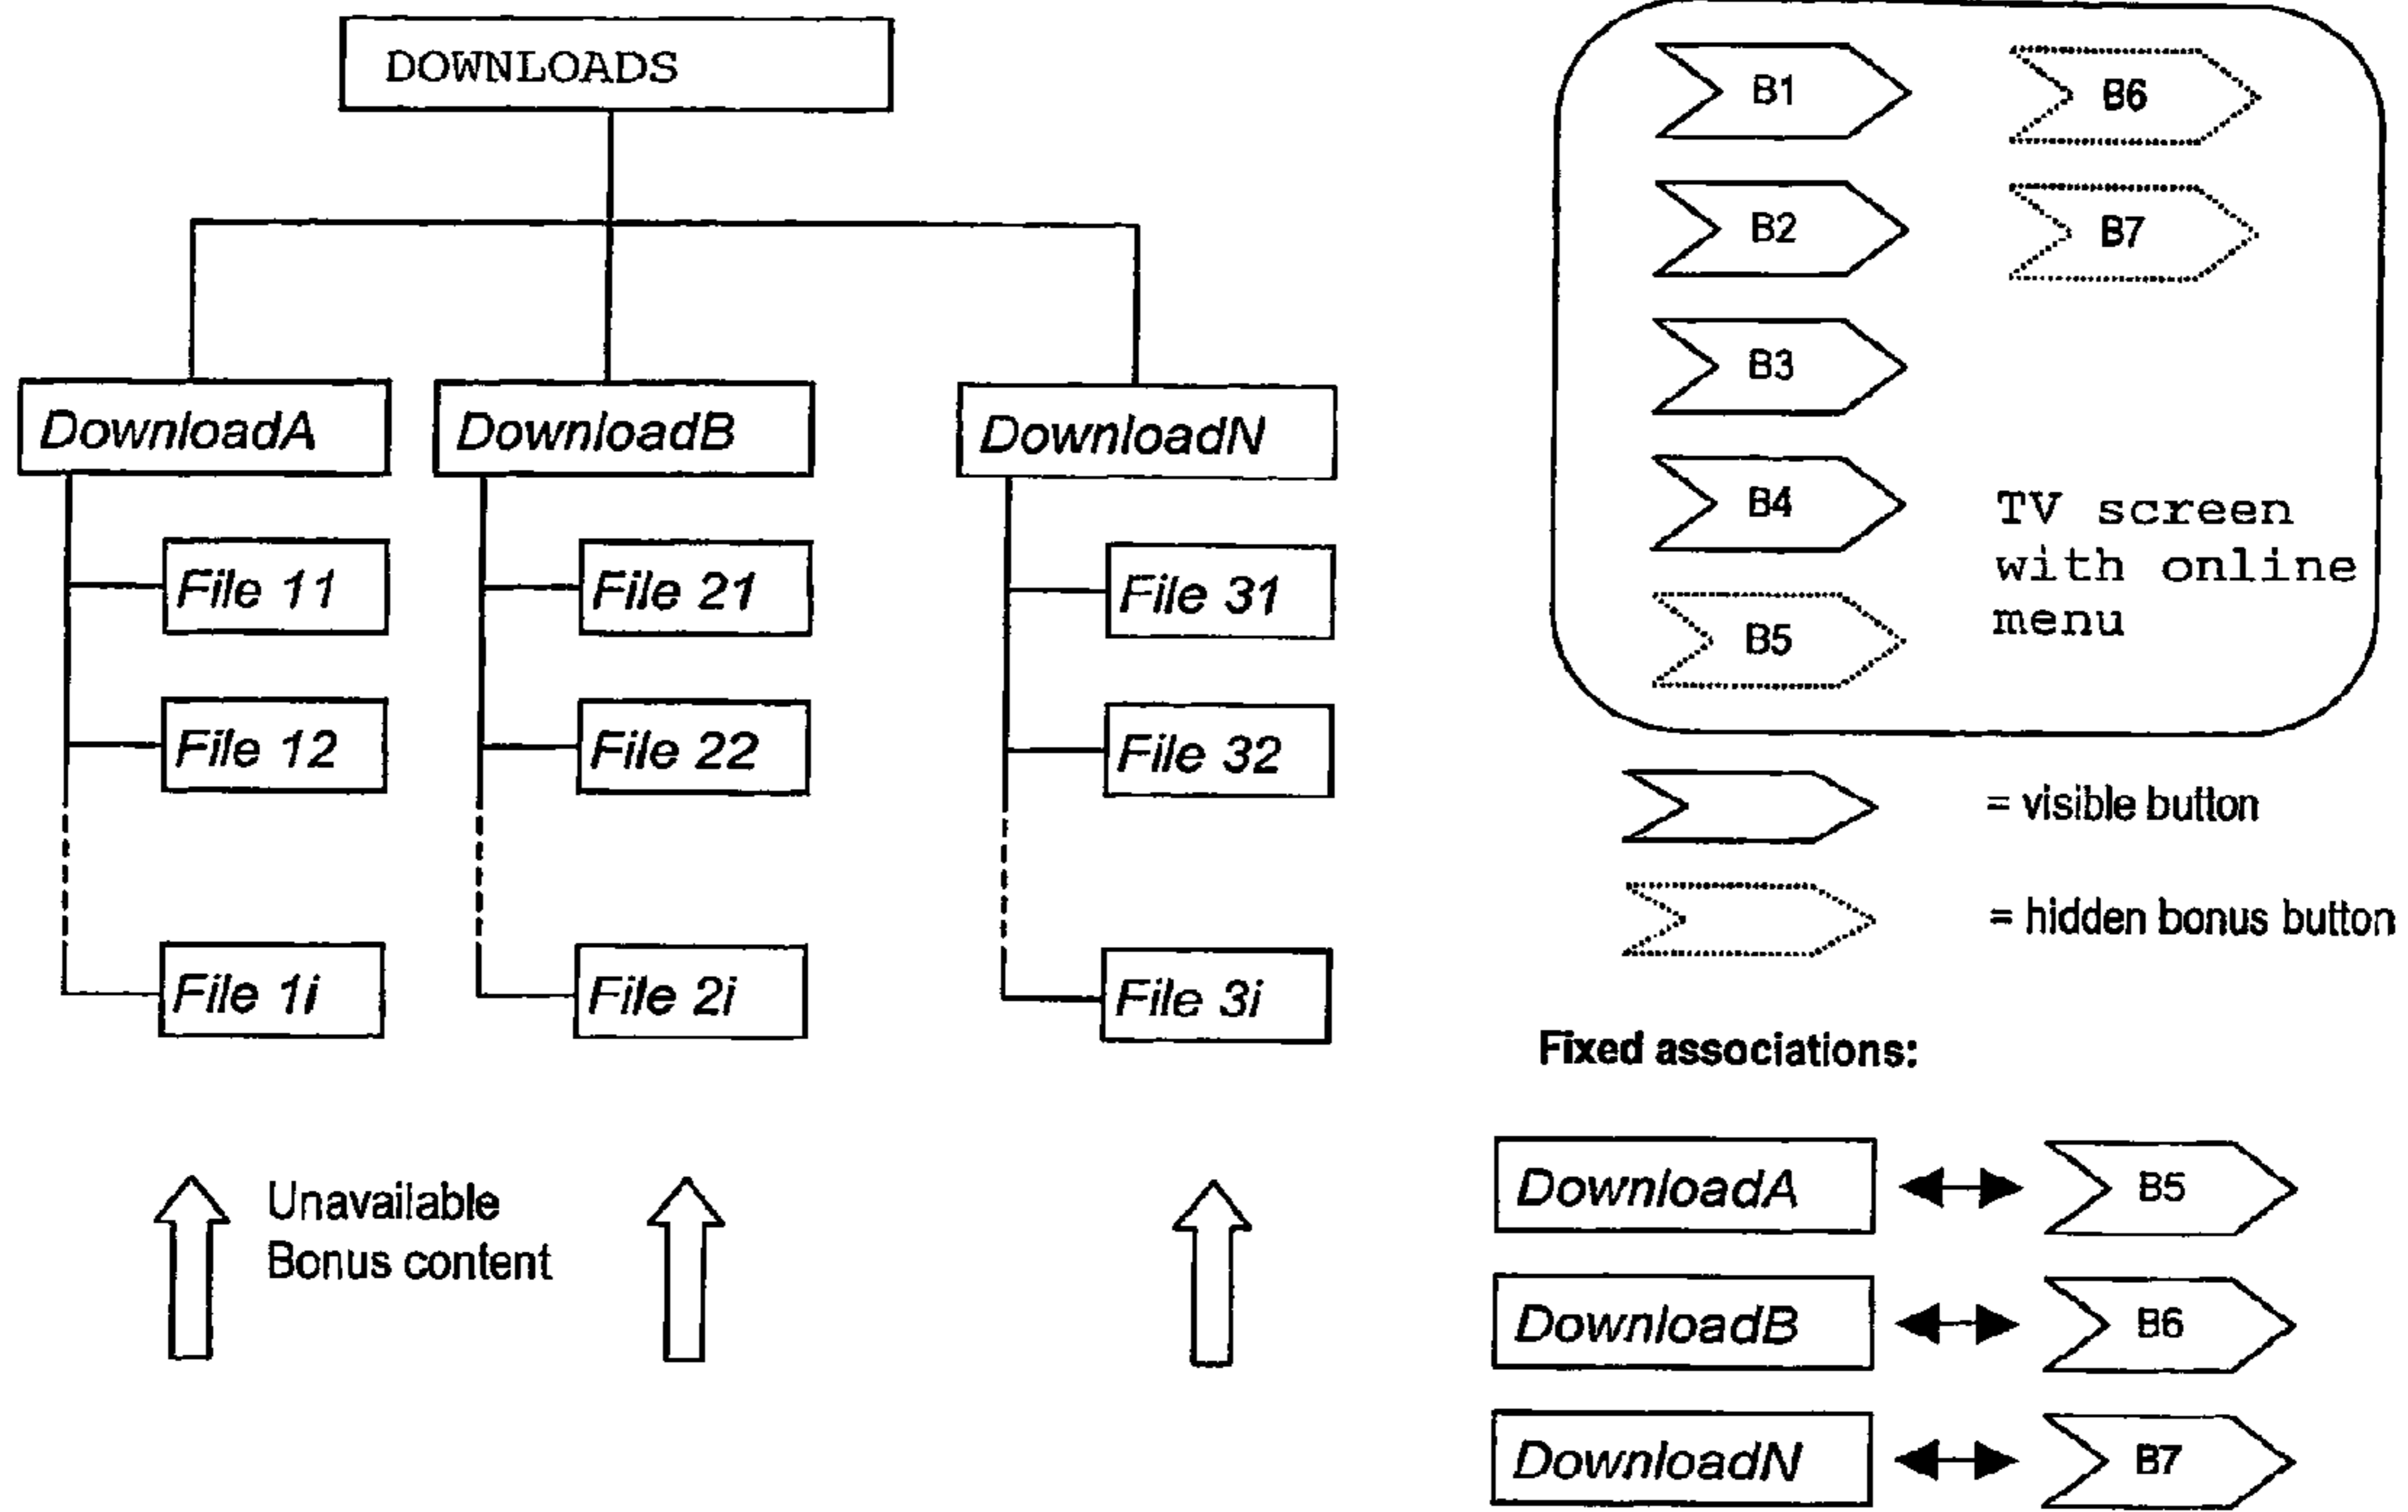 DOWNLOADS
DownloadA
DownloadB
DownloadN
File 11
File 21
File 31
File 12
File 22
File 32
File 1i
File 2i
File 3i
Unavailable
Bonus content
B1
B6
B2
B7
B3
B4
B5
TV screen
with online
menu
= visible button
= hidden bonus button
Fixed associations:
DownloadA
B5
DownloadB
B6
DownloadN
B7